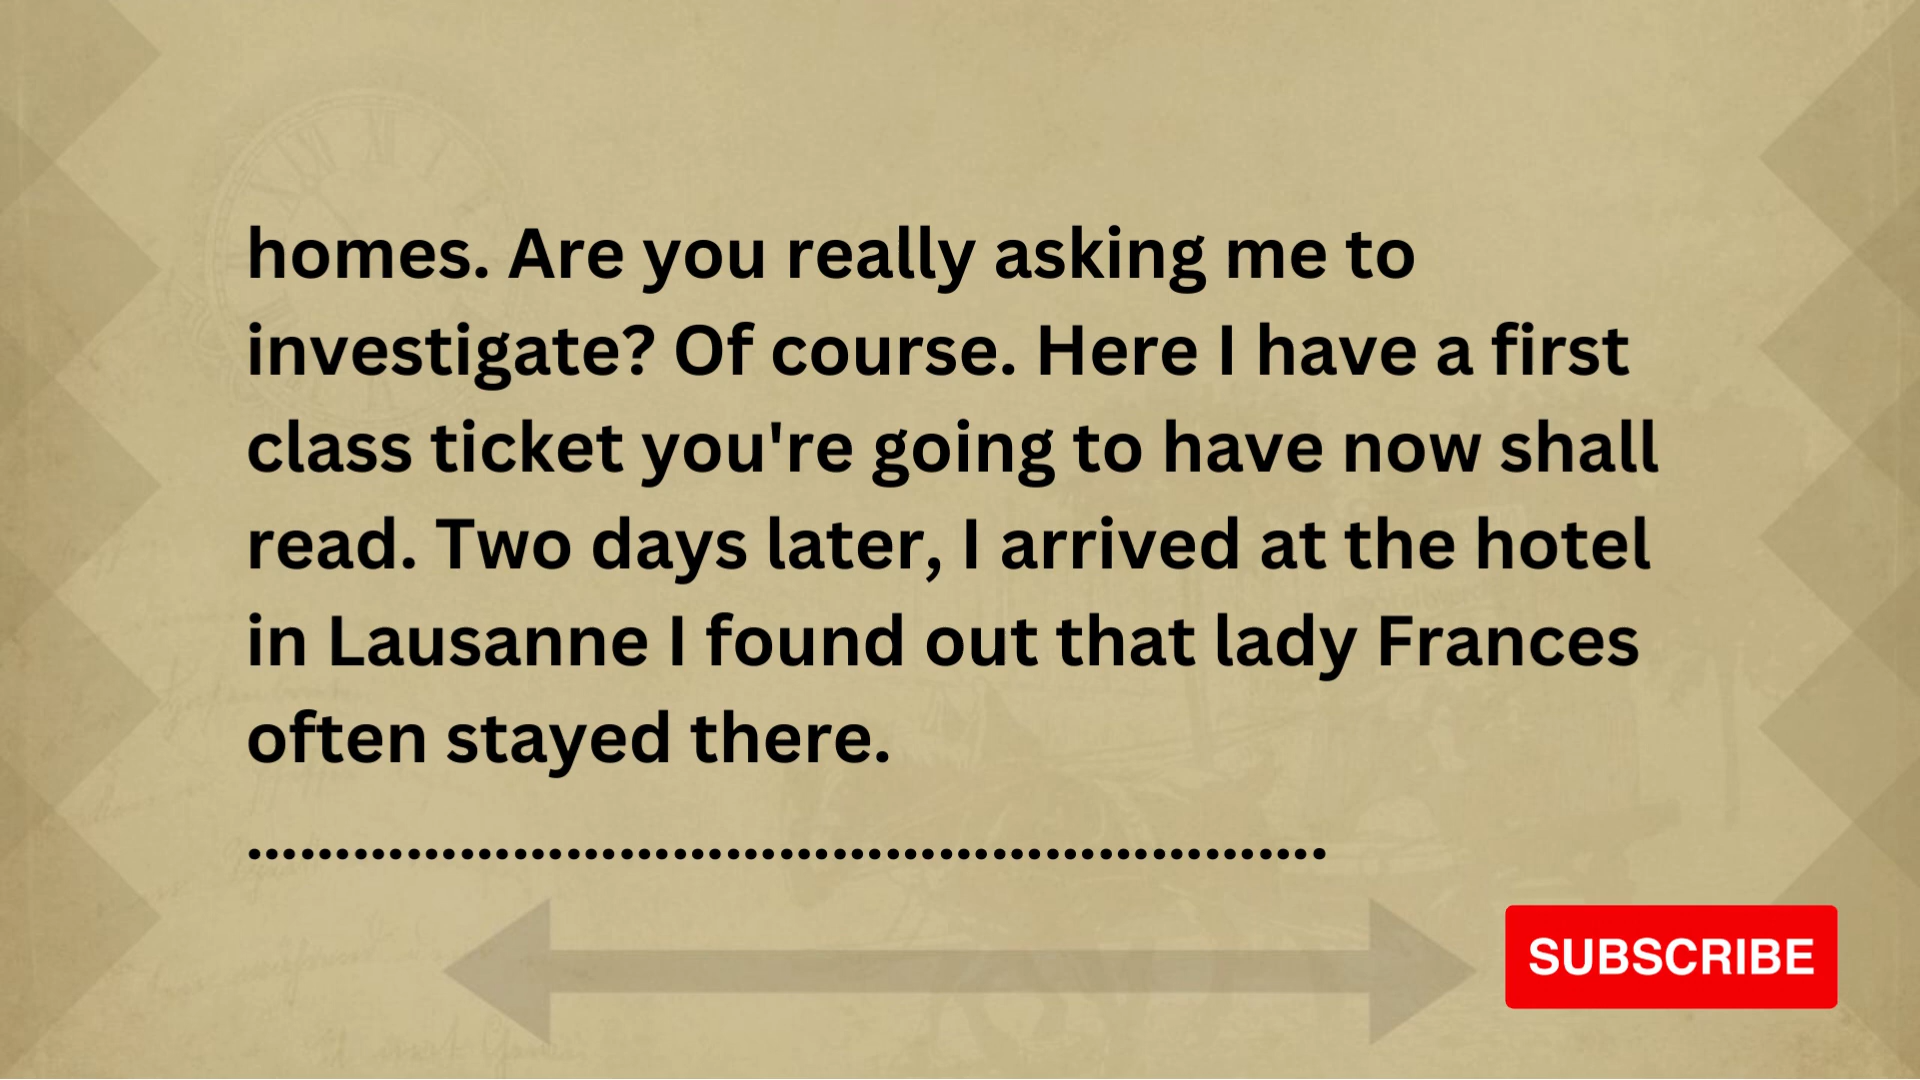 homes. Are you really asking me to
investigate? Of course. Here I have a first
class ticket you're going to have now shall
read. Two days later, I arrived at the hotel
in Lausanne I found out that lady Frances
often stayed there.
.............................................................
SUBSCRIBE